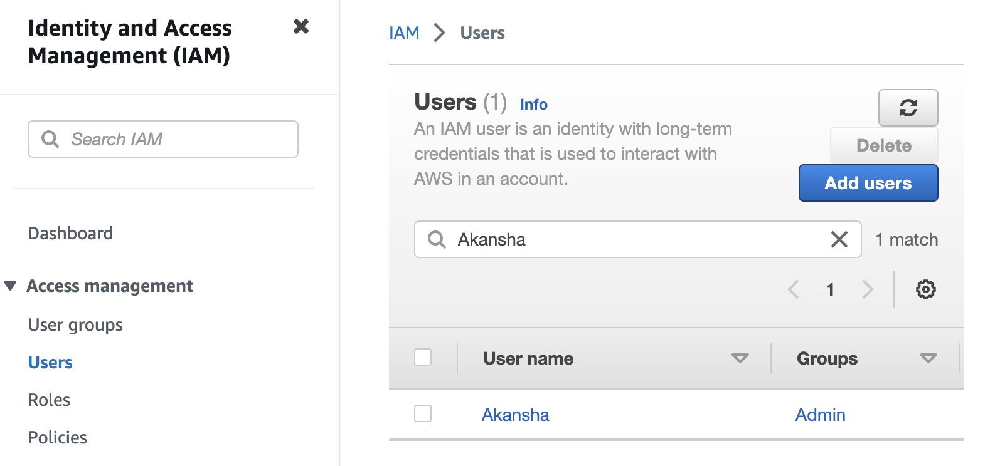 Identity and Access
Management (IAM)
Search IAM
Dashboard
Access management
User groups
Users
Roles
Policies
IAM > Users
Users (1) Info
An IAM user is an identity with long-term
credentials that is used to interact with
AWS in an account.
Delete
Add users
Akansha
1 match
1
User name
Groups
Akansha
Admin